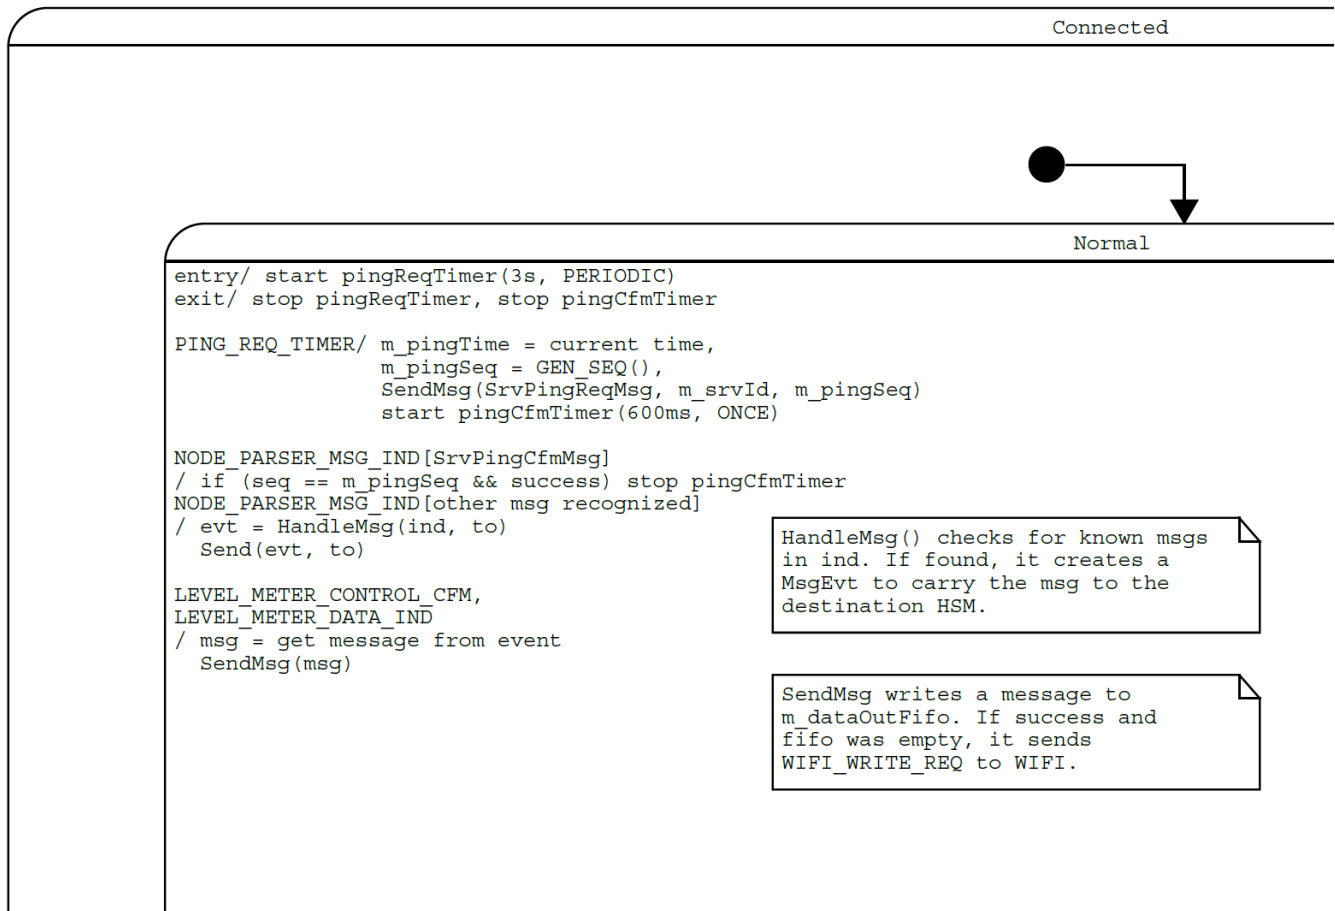 Connected
Normal
entry/ start pingReqTimer(3s, PERIODIC)
exit/ stop pingReqTimer, stop pingCfmTimer
PING_REQ_TIMER/ m_pingTime = current time,
m_pingSeq = GEN_SEQ(),
SendMsg(SrvPingReqMsg, m_srvId, m_pingSeq)
start pingCfmTimer(600ms, ONCE)
NODE_PARSER_MSG_IND[SrvPingCfmMsg]
/ if (seq == m_pingSeq && success) stop pingCfmTimer
NODE_PARSER_MSG_IND[other msg recognized]
/ evt = HandleMsg(ind, to)
Send(evt, to)
LEVEL_METER_CONTROL_CFM,
LEVEL_METER_DATA_IND
/ msg = get message from event
SendMsg(msg)
HandleMsg() checks for known msgs
in ind. If found, it creates a
MsgEvt to carry the msg to the
destination HSM.
SendMsg writes a message to
m_dataOutFifo. If success and
fifo was empty, it sends
WIFI_WRITE_REQ to WIFI.